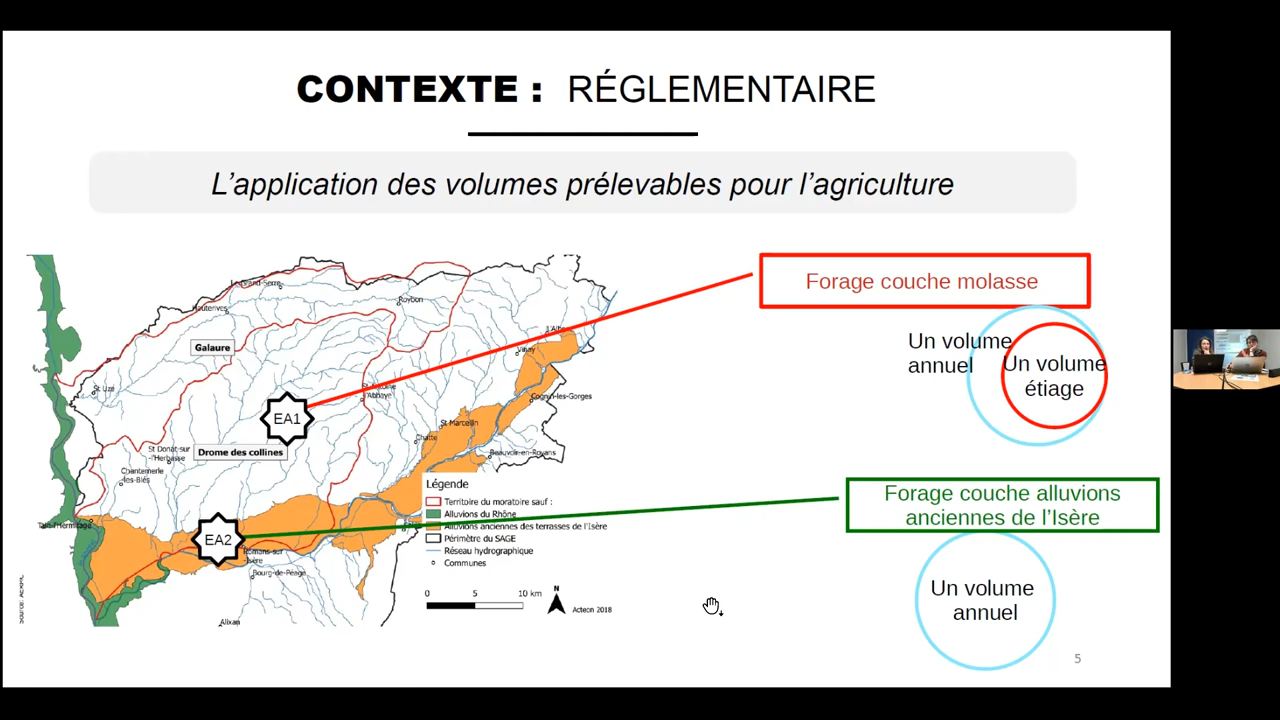 CONTEXTE : RÉGLEMENTAIRE
L'application des volumes prélevables pour l'agriculture
Forage couche molasse
Un volume
annuel
Un volume
étiage
Forage couche alluvions
anciennes de l'Isère
Un volume
annuel
Hauterives
Roybon
Galaure
Vinay
St Uze
St Antoine
l'Abbaye
Cognin-les-Gorges
EA1
St Marcellin
Chatte
St Donat-sur
-l'Herbasse
Drome des collines
Beauvoir-en-Royans
Chantemerle
-les-Blés
Légende
Territoire du moratoire sauf :
Alluvions du Rhône
Alluvions anciennes des terrasses de l'Isère
Périmètre du SAGE
Réseau hydrographique
Communes
Tain-l'Hermitage
EA2
Romans-sur
-Isère
Bourg-de-Péage
Alixan
0 5 10 km
N
Acteon 2018
5